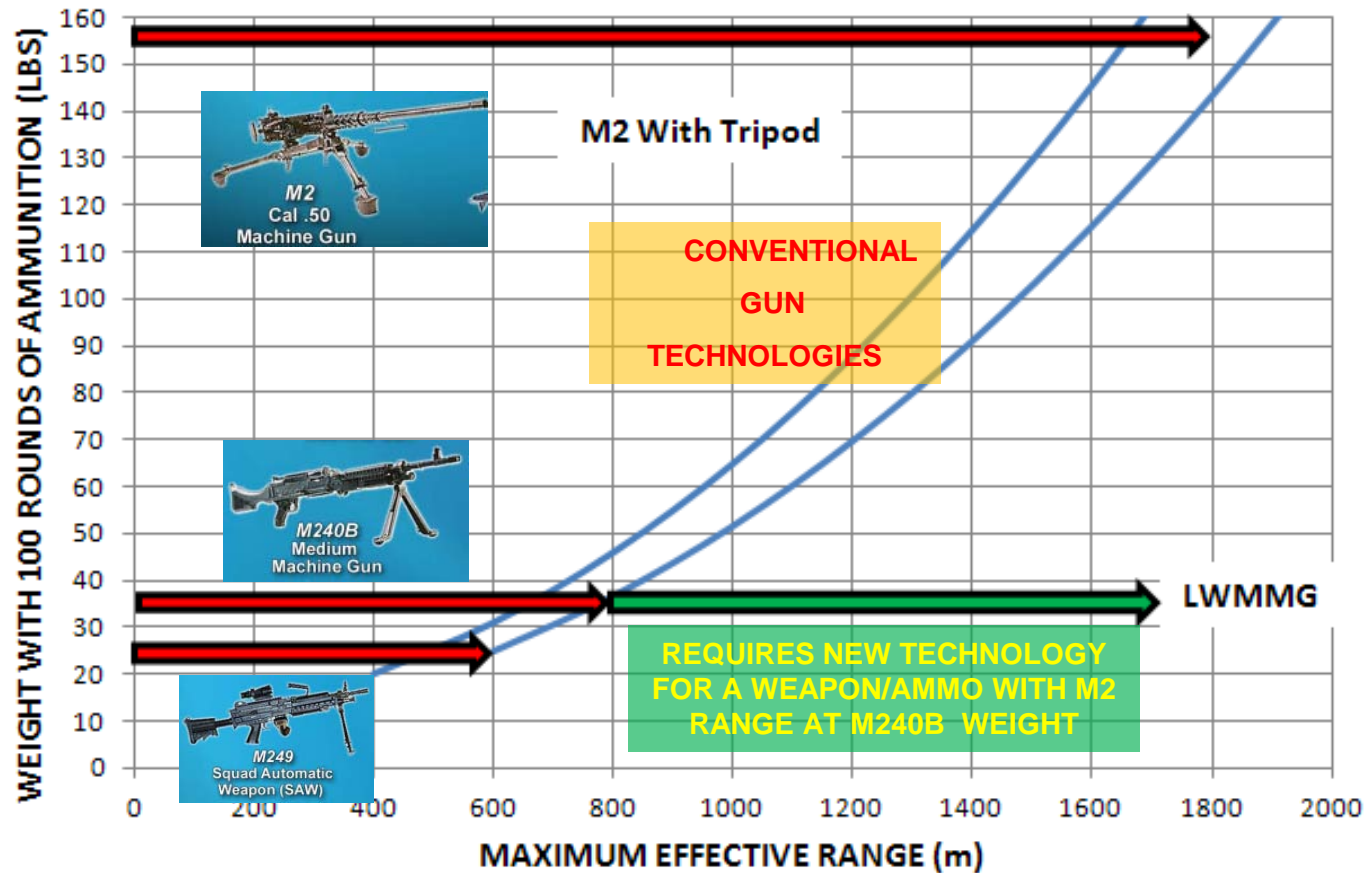 WEIGHT WITH 100 ROUNDS OF AMMUNITION (LBS)
160
150
140
130
120
110
100
90
80
70
60
50
40
30
20
10
0
M2
Cal .50
Machine Gun
M2 With Tripod
CONVENTIONAL
GUN
TECHNOLOGIES
M240B
Medium
Machine Gun
LWMMG
REQUIRES NEW TECHNOLOGY
FOR A WEAPON/AMMO WITH M2
RANGE AT M240B WEIGHT
M249
Squad Automatic
Weapon (SAW)
0 200 400 600 800 1000 1200 1400 1600 1800 2000
MAXIMUM EFFECTIVE RANGE (m)